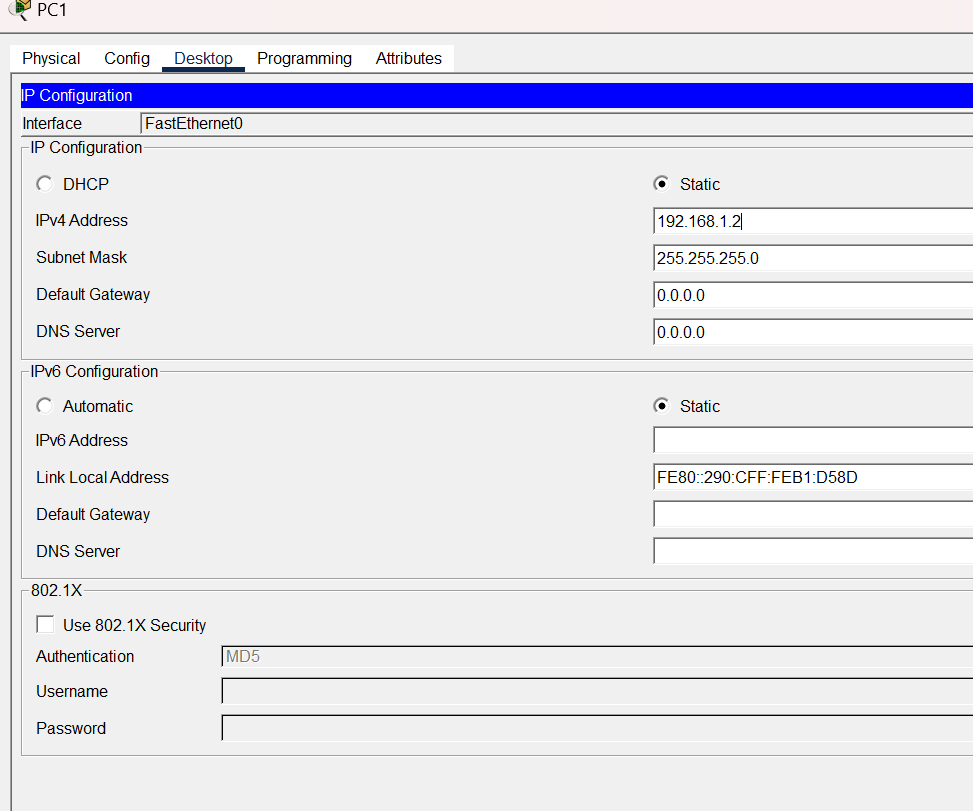 PC1
Physical Config Desktop Programming Attributes
IP Configuration
Interface FastEthernet0
IP Configuration
DHCP Static
IPv4 Address 192.168.1.2
Subnet Mask 255.255.255.0
Default Gateway 0.0.0.0
DNS Server 0.0.0.0
IPv6 Configuration
Automatic Static
IPv6 Address
Link Local Address FE80::290:CFF:FEB1:D58D
Default Gateway
DNS Server
802.1X
Use 802.1X Security
Authentication MD5
Username
Password